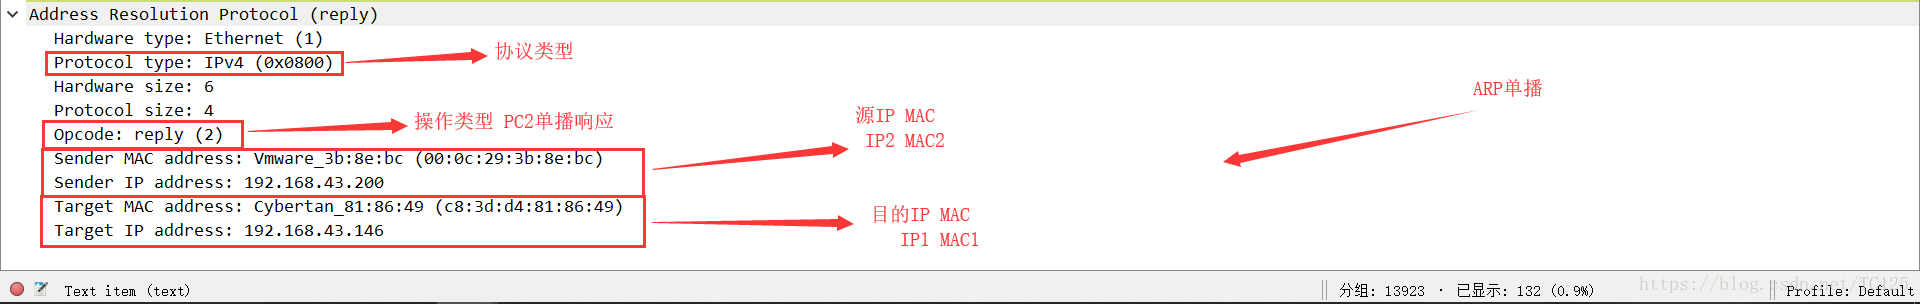 Address Resolution Protocol (reply)
Hardware type: Ethernet (1)
Protocol type: IPv4 (0x0800)
协议类型
Hardware size: 6
Protocol size: 4
ARP单播
Opcode: reply (2)
操作类型 PC2单播响应
源IP MAC
IP2 MAC2
Sender MAC address: Vmware_3b:8e:bc (00:0c:29:3b:8e:bc)
Sender IP address: 192.168.43.200
Target MAC address: Cybertan_81:86:49 (c8:3d:d4:81:86:49)
Target IP address: 192.168.43.146
目的IP MAC
IP1 MAC1
Text item (text)
分组: 13923 · 已显示: 132 (0.9%)
Profile: Default
https://blog.csdn.net/TC125